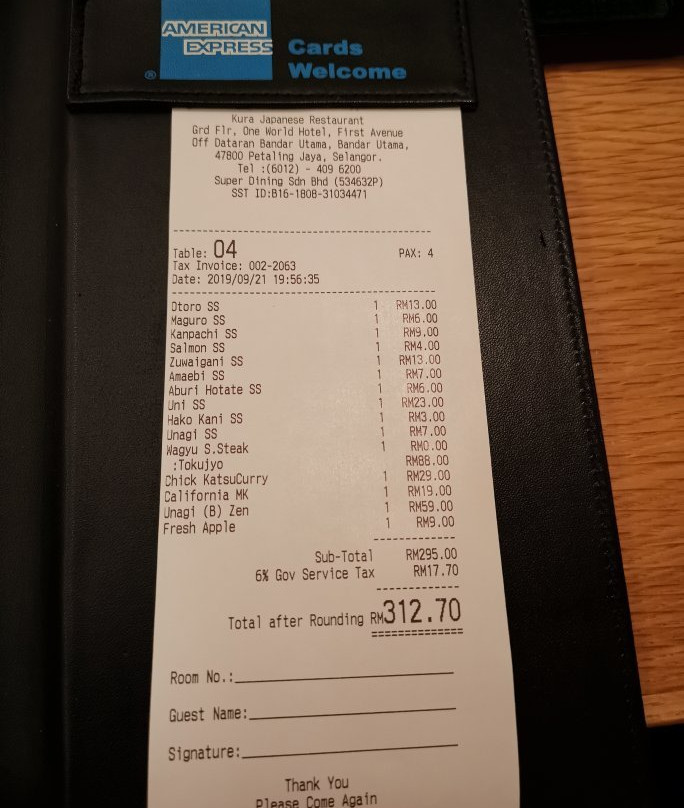 AMERICAN
EXPRESS
®
Cards
Welcome
Kura Japanese Restaurant
Grd Flr, One World Hotel, First Avenue
Off Dataran Bandar Utama, Bandar Utama,
47800 Petaling Jaya, Selangor.
Tel :(6012) - 409 6200
Super Dining Sdn Bhd (534632P)
SST ID:B16-1808-31034471
Table: 04 PAX: 4
Tax Invoice: 002-2063
Date: 2019/09/21 19:56:35
Otoro SS 1 RM13.00
Maguro SS 1 RM6.00
Kanpachi SS 1 RM9.00
Salmon SS 1 RM4.00
Zuwaigani SS 1 RM13.00
Amaebi SS 1 RM7.00
Aburi Hotate SS 1 RM6.00
Uni SS 1 RM23.00
Hako Kani SS 1 RM3.00
Unagi SS 1 RM7.00
Wagyu S.Steak 1 RM0.00
:Tokujyo RM88.00
Chick KatsuCurry 1 RM29.00
California MK 1 RM19.00
Unagi (B) Zen 1 RM59.00
Fresh Apple 1 RM9.00
Sub-Total RM295.00
6% Gov Service Tax RM17.70
Total after Rounding RM312.70
Room No.:
Guest Name:
Signature:
Thank You
Please Come Again